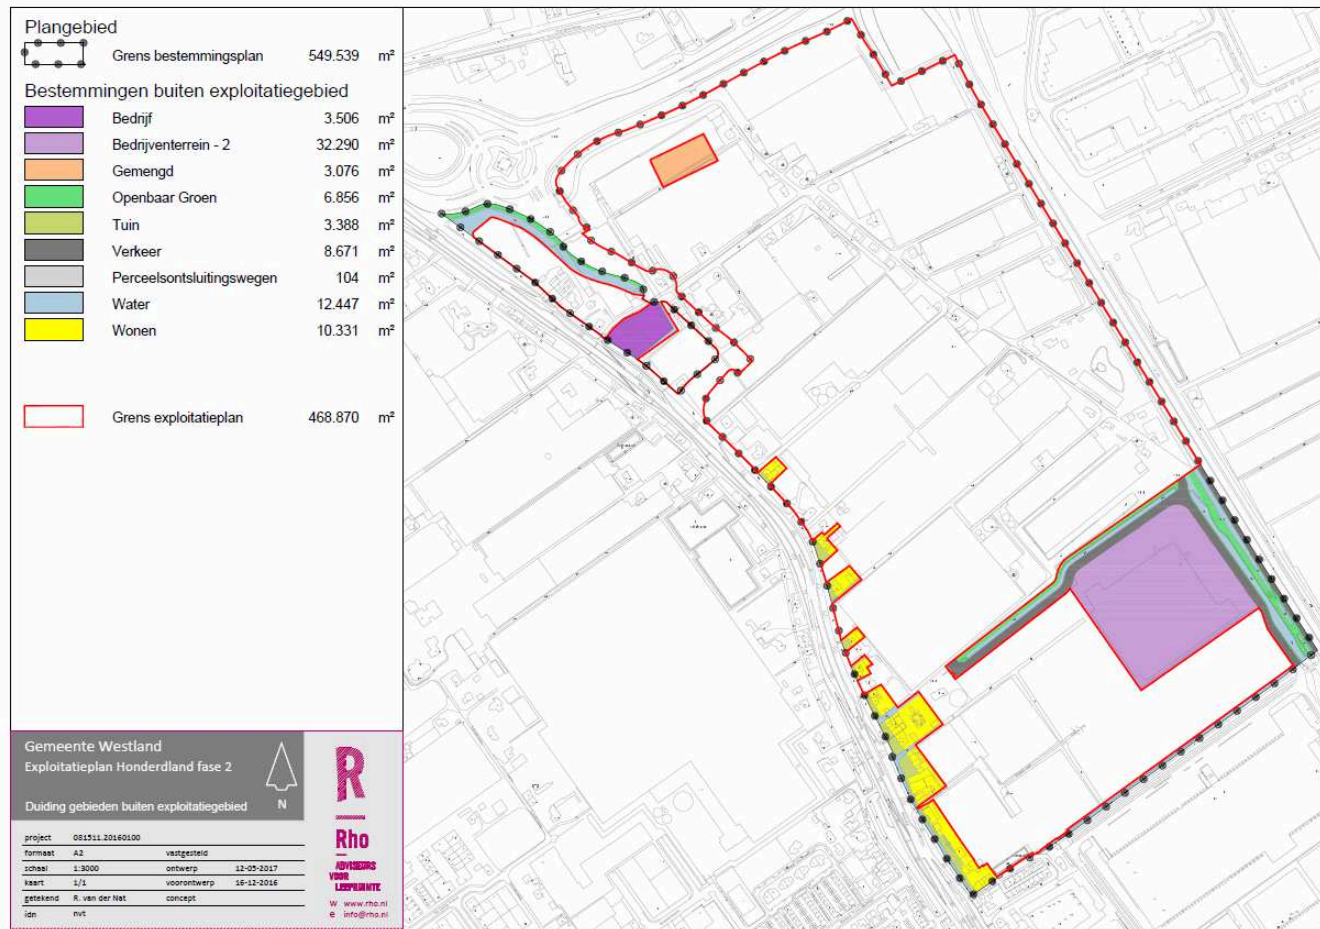 Plangebied
Grens bestemmingsplan 549.539 m²
Bestemmingen buiten exploitatiegebied
Bedrijf 3.506 m²
Bedrijventerrein - 2 32.290 m²
Gemengd 3.076 m²
Openbaar Groen 6.856 m²
Tuin 3.388 m²
Verkeer 8.671 m²
Perceelsontsluitingswegen 104 m²
Water 12.447 m²
Wonen 10.331 m²
Grens exploitatieplan 468.870 m²
Gemeente Westland
Exploitatieplan Honderdland fase 2
Duiding gebieden buiten exploitatiegebied
N
project 081511.20160100
formaat A2 vastgesteld
schaal 1:3000 ontwerp 12-05-2017
kaart 1/1 voorontwerp 16-12-2016
getekend R. van der Nat concept
idn nvt
R
Rho
ADVISEURS
VOOR
LEEFRUIMTE
W www.rho.nl
e info@rho.nl